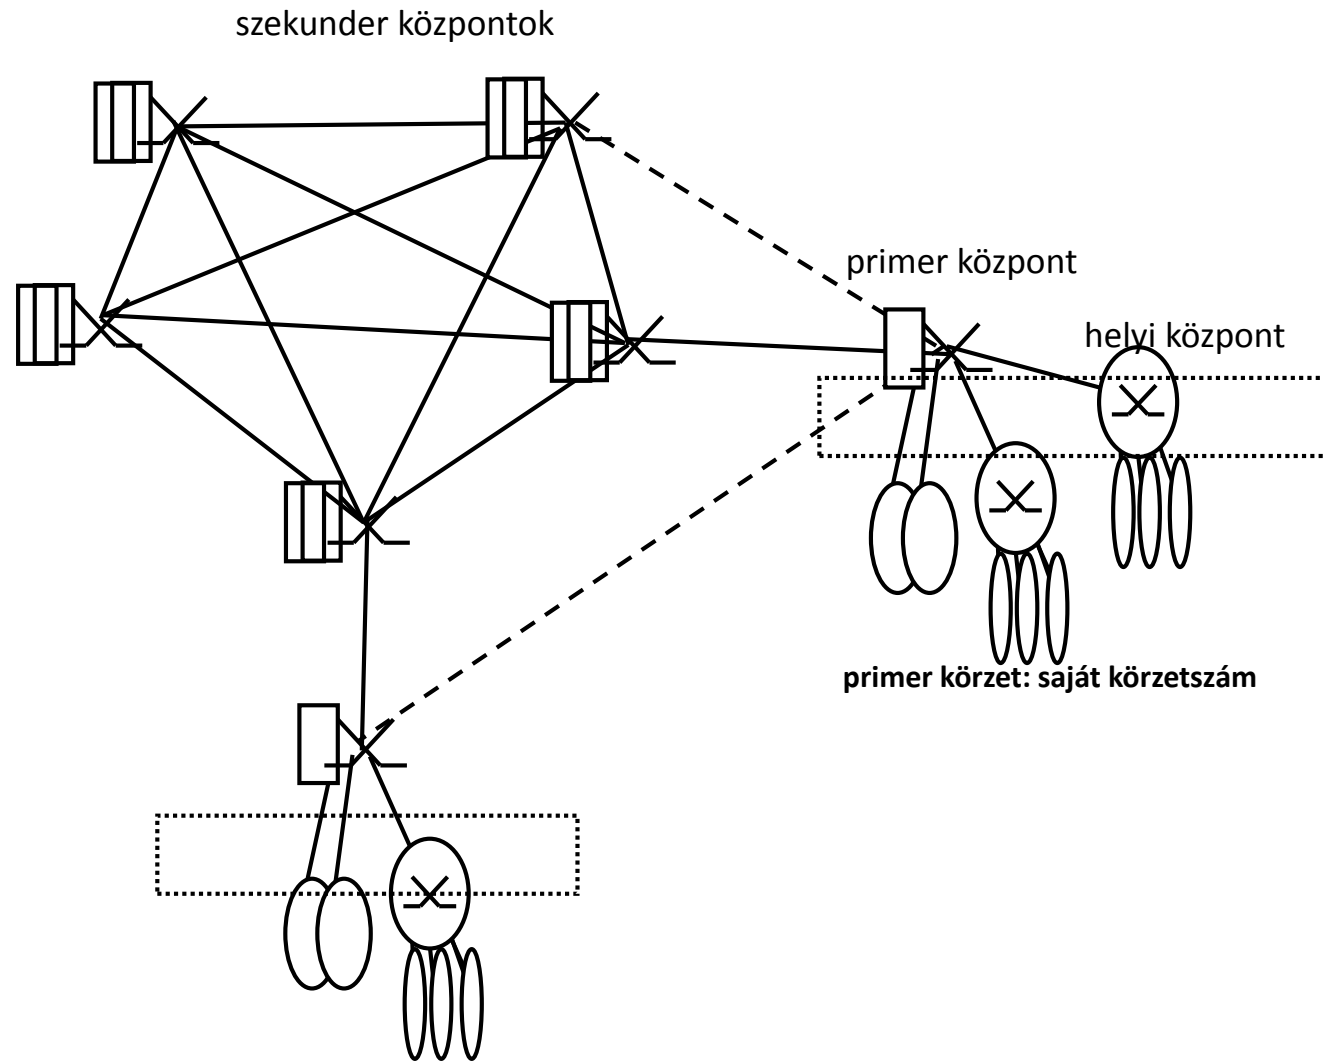 szekunder központok
primer központ
helyi központ
primer körzet: saját körzetszám